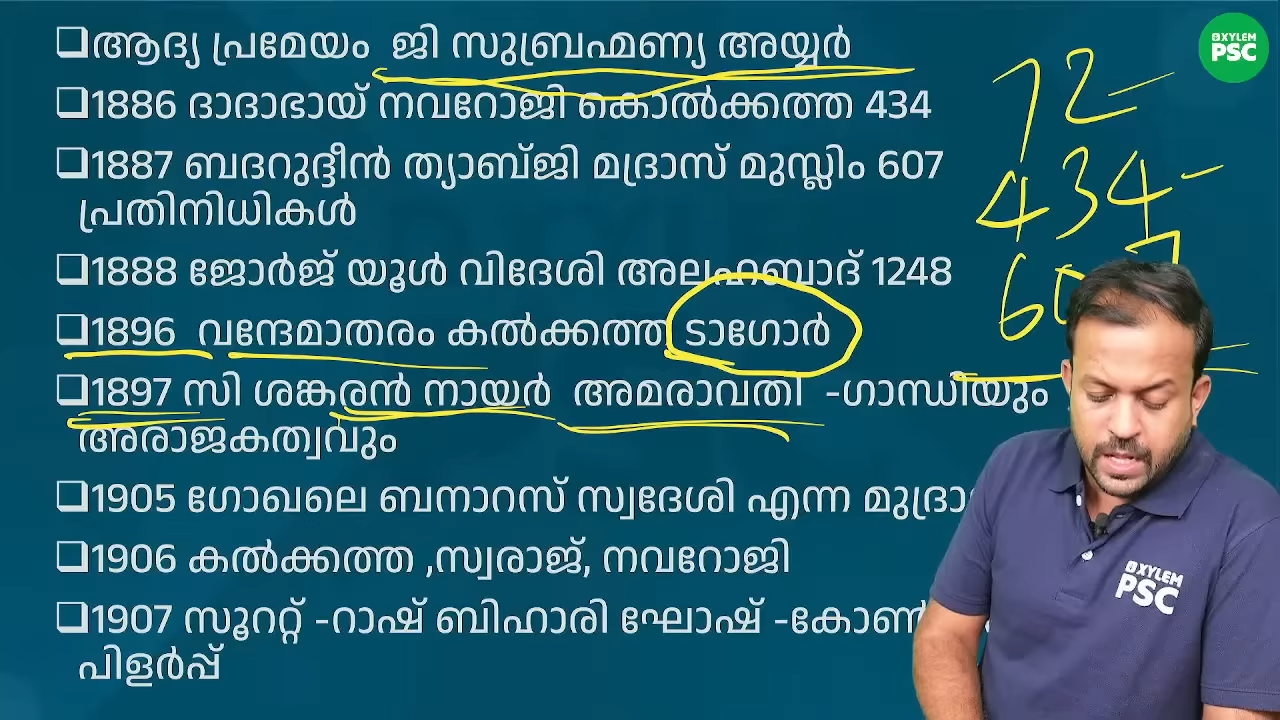 ❑ആദ്യ പ്രമേയം ജി സുബ്രഹ്മണ്യ അയ്യർ
❑1886 ദാദാഭായ് നവറോജി കൊൽക്കത്ത 434
❑1887 ബദറുദ്ദീൻ ത്യാബ്ജി മദ്രാസ് മുസ്ലിം 607
പ്രതിനിധികൾ
❑1888 ജോർജ് യൂൾ വിദേശി അലഹബാദ് 1248
❑1896 വന്ദേമാതരം കൽക്കത്ത ടാഗോർ
❑1897 സി ശങ്കരൻ നായർ അമരാവതി -ഗാന്ധിയും
അരാജകത്വവും
❑1905 ഗോഖലെ ബനാറസ് സ്വദേശി എന്ന
❑1906 കൽക്കത്ത ,സ്വരാജ്, നവറോജി
❑1907 സൂററ്റ് -റാഷ് ബിഹാരി ഘോഷ്
പിളർപ്പ്
72-
434-
XYLEM
PSC
XYLEM
PSC